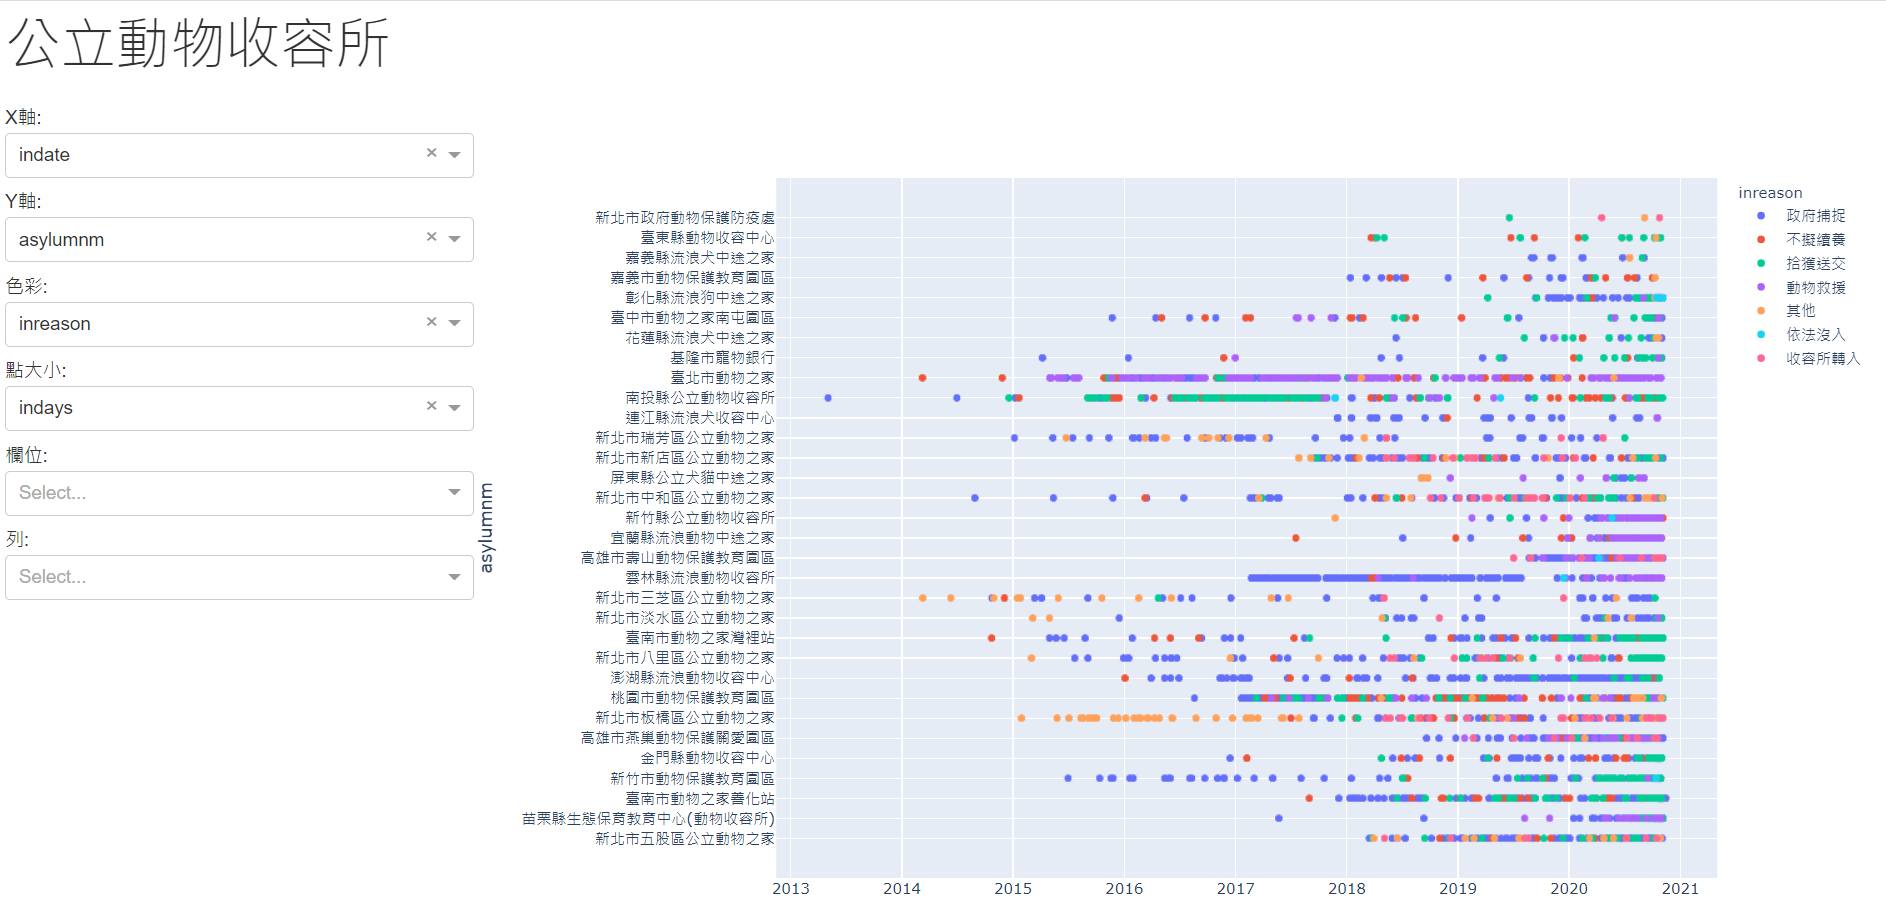 公立動物收容所
X軸:
indate
Y軸:
asylumnm
色彩:
inreason
點大小:
indays
欄位:
Select...
列:
Select...
asylumnm
新北市政府動物保護防疫處
臺東縣動物收容中心
嘉義縣流浪犬中途之家
嘉義市動物保護教育園區
彰化縣流浪狗中途之家
臺中市動物之家南屯園區
花蓮縣流浪犬中途之家
基隆市寵物銀行
臺北市動物之家
南投縣公立動物收容所
連江縣流浪犬收容中心
新北市瑞芳區公立動物之家
新北市新店區公立動物之家
屏東縣公立犬貓中途之家
新北市中和區公立動物之家
新竹縣公立動物收容所
宜蘭縣流浪動物中途之家
高雄市壽山動物保護教育園區
雲林縣流浪動物收容所
新北市三芝區公立動物之家
新北市淡水區公立動物之家
臺南市動物之家灣裡站
新北市八里區公立動物之家
澎湖縣流浪動物收容中心
桃園市動物保護教育園區
新北市板橋區公立動物之家
高雄市燕巢動物保護關愛園區
金門縣動物收容中心
新竹市動物保護教育園區
臺南市動物之家善化站
苗栗縣生態保育教育中心(動物收容所)
新北市五股區公立動物之家
2013 2014 2015 2016 2017 2018 2019 2020 2021
inreason
政府捕捉
不擬續養
拾獲送交
動物救援
其他
依法沒入
收容所轉入